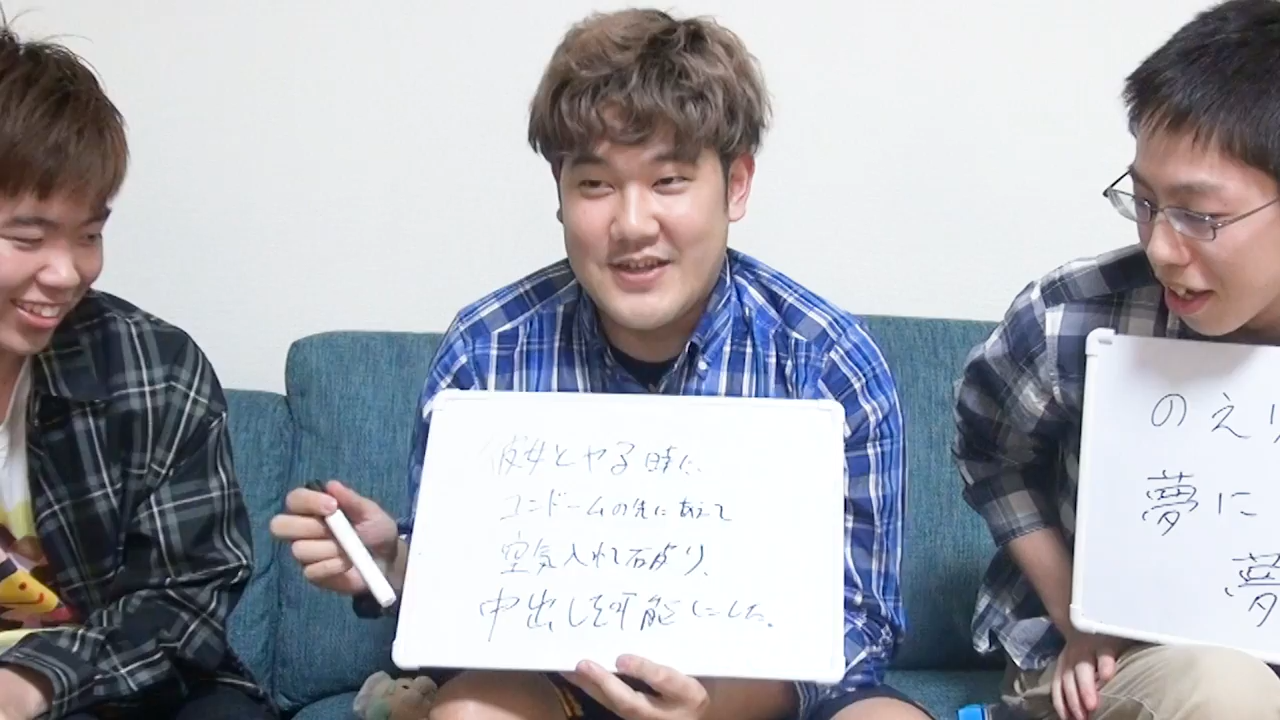 彼女とヤる時に、
コンドームの先にあえて
空気入れて破り、
中出しを可能にした。
のえり
夢に
夢